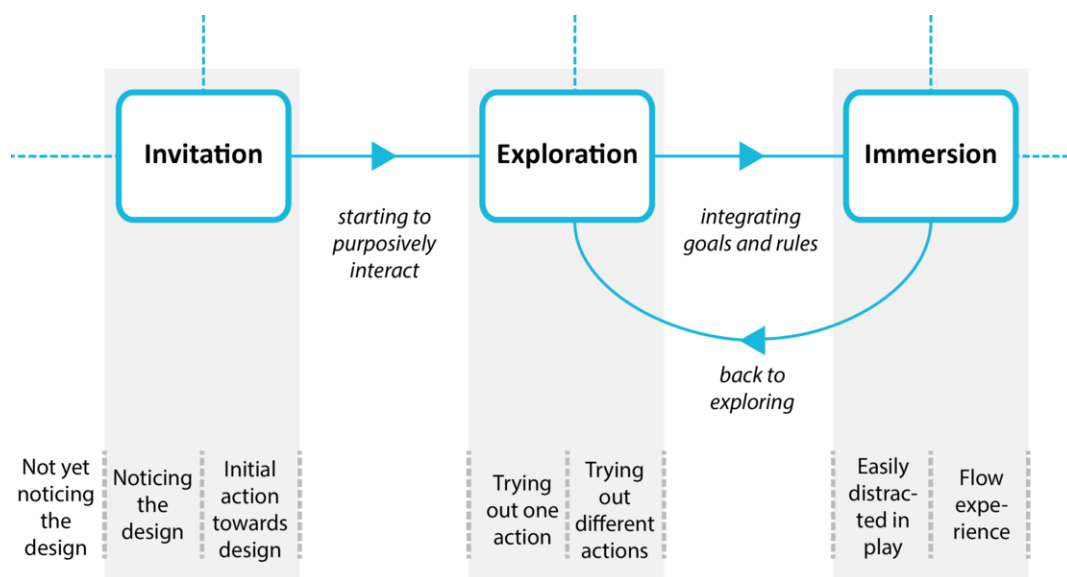 Invitation
Exploration
Immersion
starting to
purposively
interact
integrating
goals and rules
back to
exploring
Not yet
noticing
the
design
Noticing
the
design
Initial
action
towards
design
Trying
out one
action
Trying
out
different
actions
Easily
distrac-
ted in
play
Flow
expe-
rience